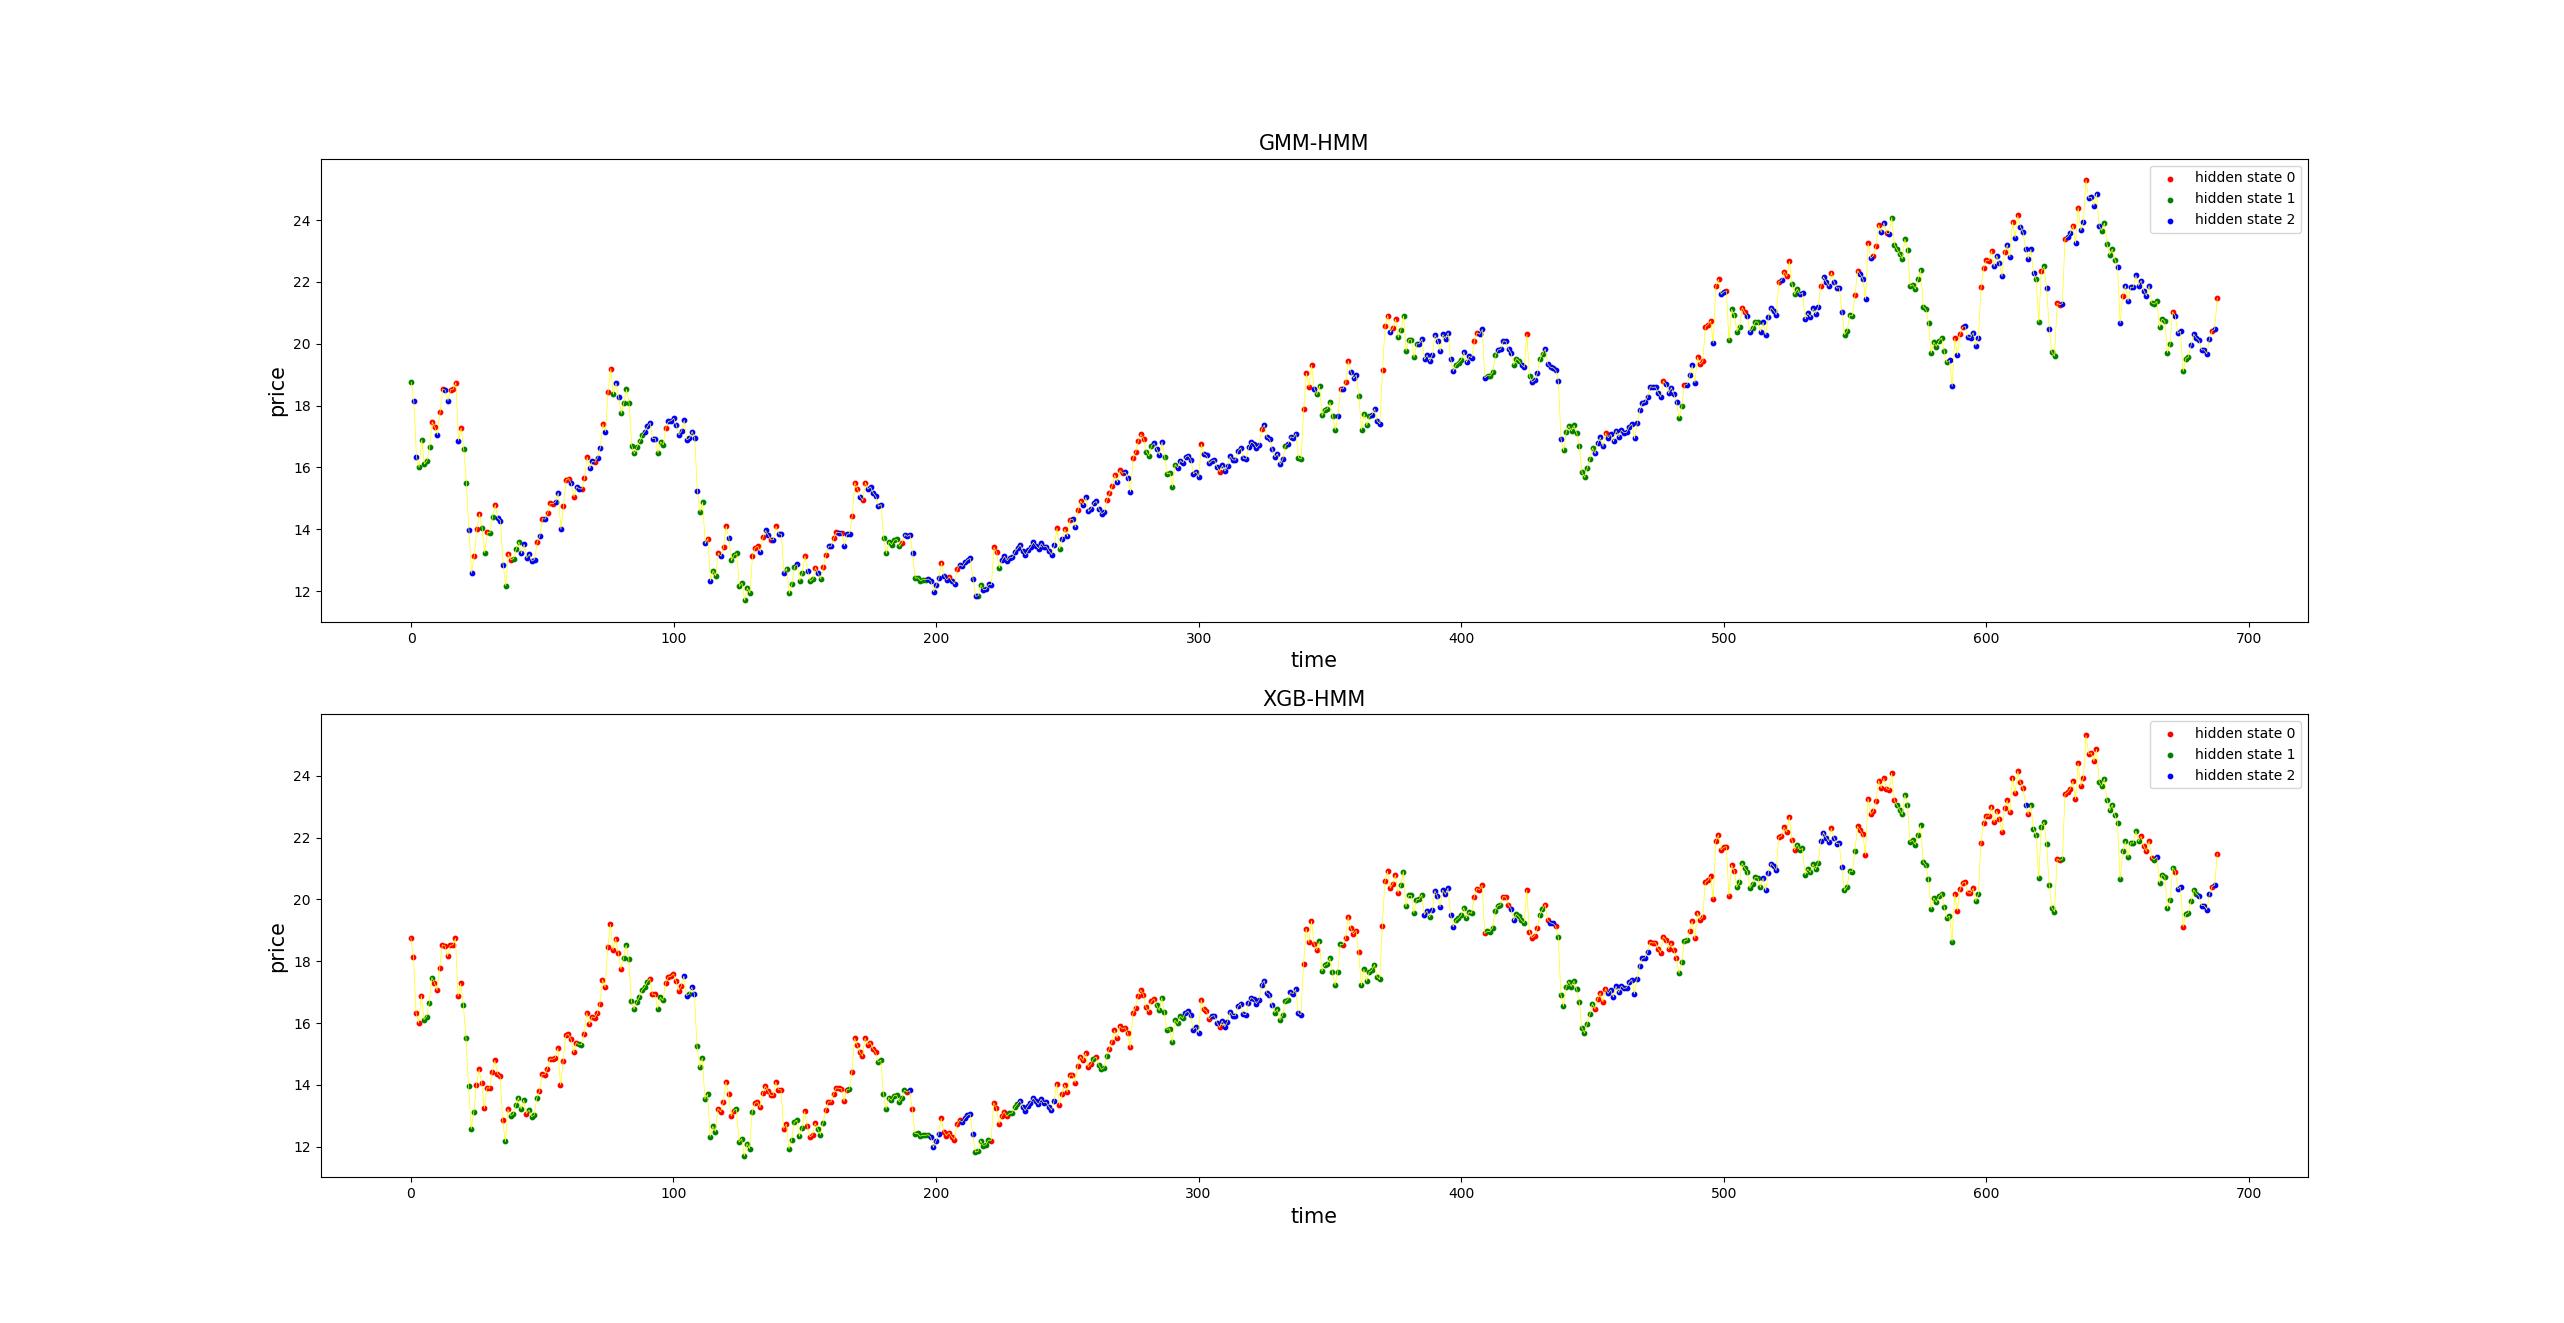 GMM-HMM
hidden state 0
hidden state 1
hidden state 2
24
22
20
18
16
14
12
price
0 100 200 300 400 500 600 700
time
XGB-HMM
hidden state 0
hidden state 1
hidden state 2
24
22
20
18
16
14
12
price
0 100 200 300 400 500 600 700
time